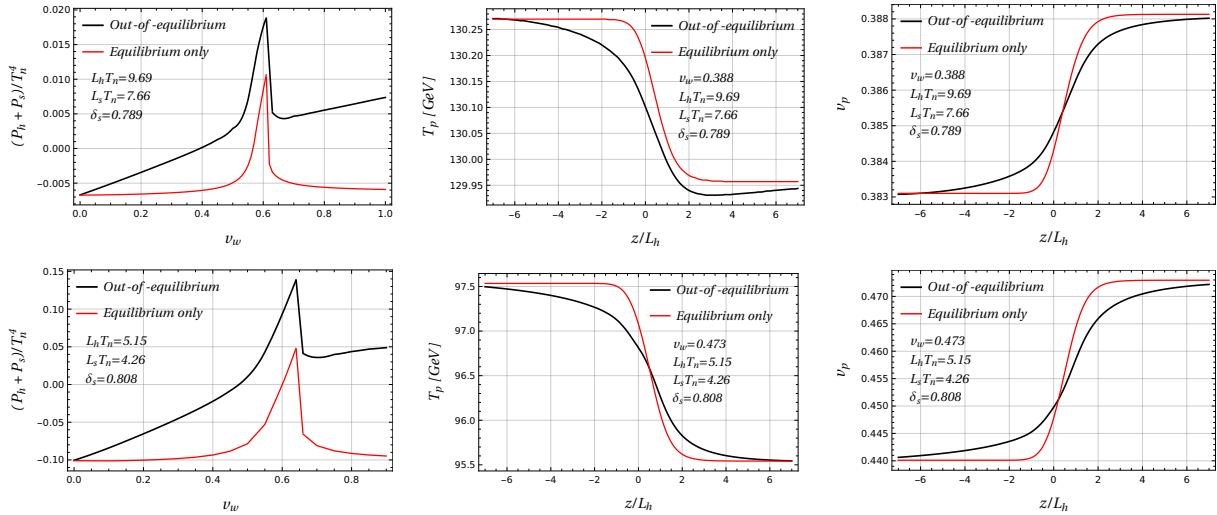 (P_h + P_s)/T_n^4
0.020
0.015
0.010
0.005
0.000
−0.005
Out-of-equilibrium
Equilibrium only
L_hT_n=9.69
L_sT_n=7.66
δ_s=0.789
0.0 0.2 0.4 0.6 0.8 1.0
v_w
T_p [GeV]
130.25
130.20
130.15
130.10
130.05
130.00
129.95
Out-of-equilibrium
Equilibrium only
v_w=0.388
L_hT_n=9.69
L_sT_n=7.66
δ_s=0.789
−6 −4 −2 0 2 4 6
z/L_h
v_p
0.388
0.387
0.386
0.385
0.384
0.383
Out-of-equilibrium
Equilibrium only
v_w=0.388
L_hT_n=9.69
L_sT_n=7.66
δ_s=0.789
−6 −4 −2 0 2 4 6
z/L_h
(P_h + P_s)/T_n^4
0.15
0.10
0.05
0.00
−0.05
−0.10
Out-of-equilibrium
Equilibrium only
L_hT_n=5.15
L_sT_n=4.26
δ_s=0.808
0.0 0.2 0.4 0.6 0.8
v_w
T_p [GeV]
97.5
97.0
96.5
96.0
95.5
Out-of-equilibrium
Equilibrium only
v_w=0.473
L_hT_n=5.15
L_sT_n=4.26
δ_s=0.808
−6 −4 −2 0 2 4 6
z/L_h
v_p
0.470
0.465
0.460
0.455
0.450
0.445
0.440
Out-of-equilibrium
Equilibrium only
v_w=0.473
L_hT_n=5.15
L_sT_n=4.26
δ_s=0.808
−6 −4 −2 0 2 4 6
z/L_h